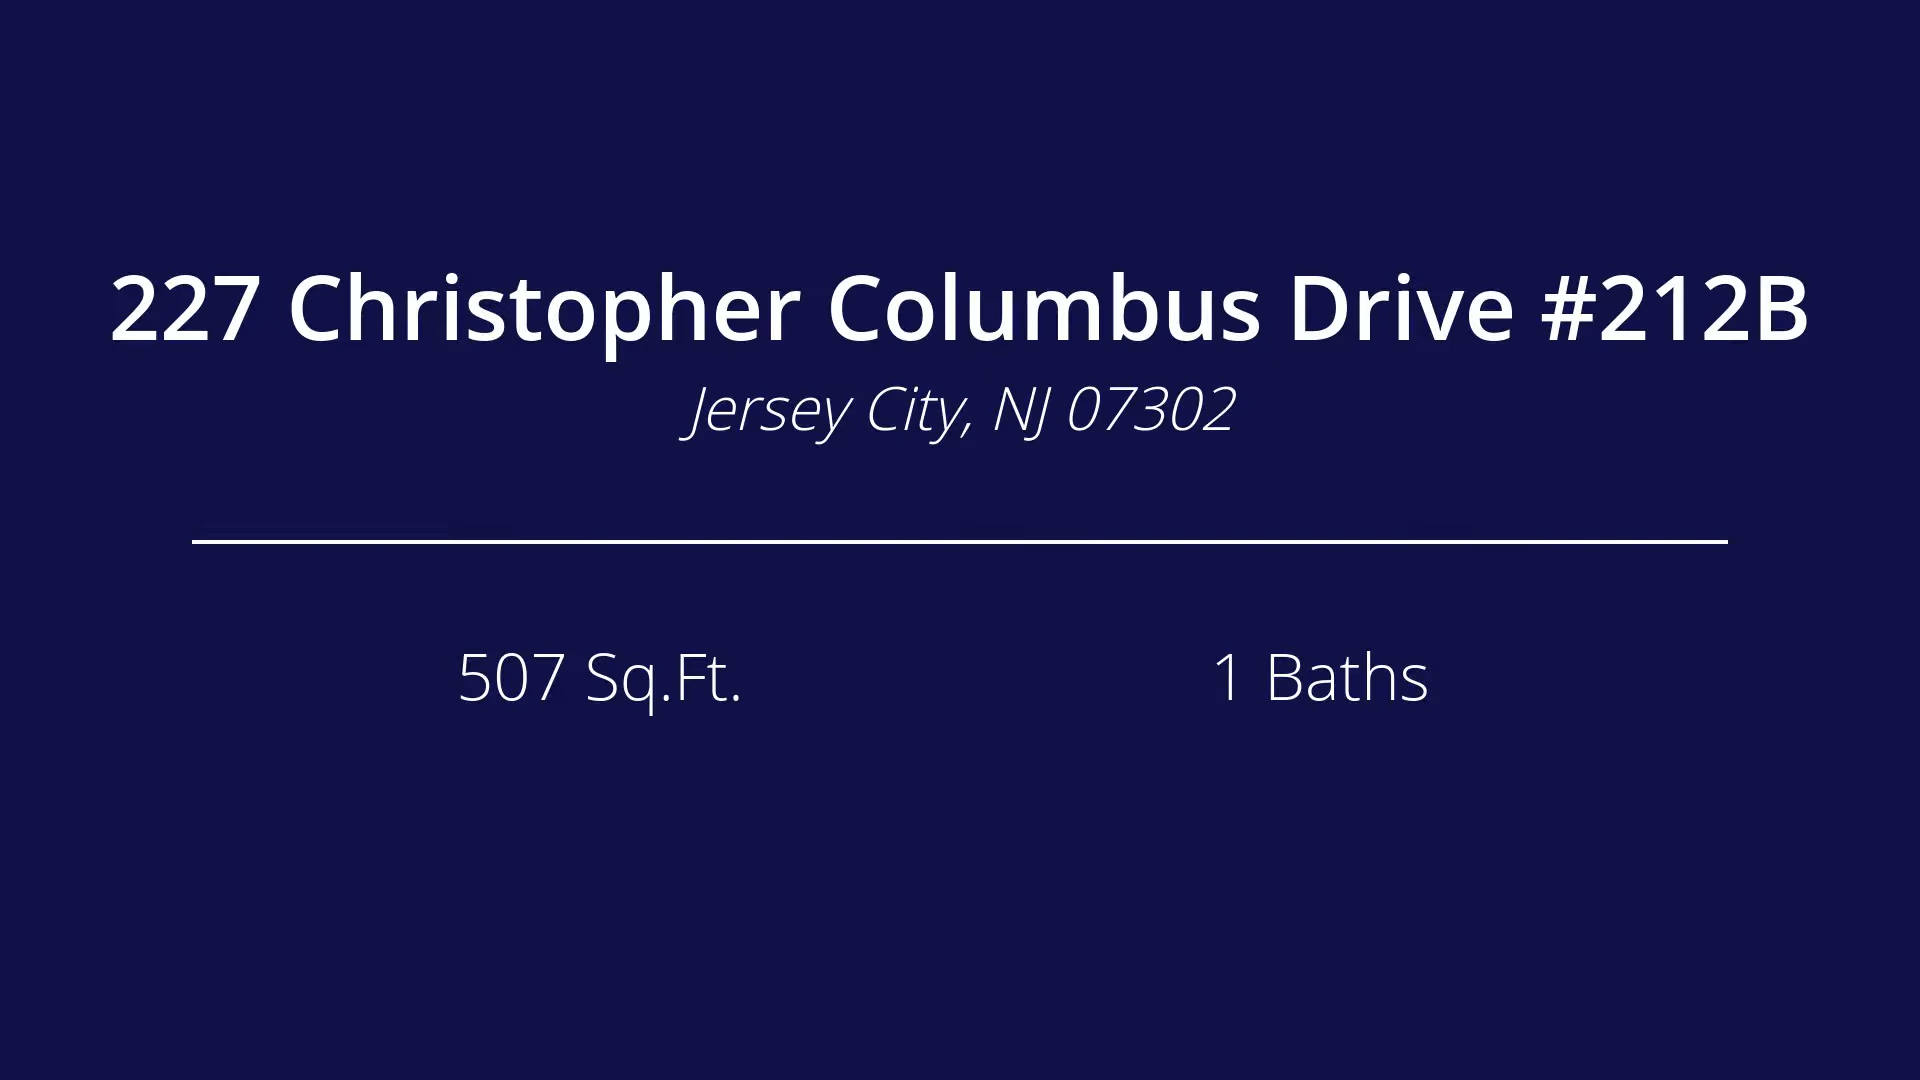 227 Christopher Columbus Drive #212B
Jersey City, NJ 07302
507 Sq.Ft.
1 Baths